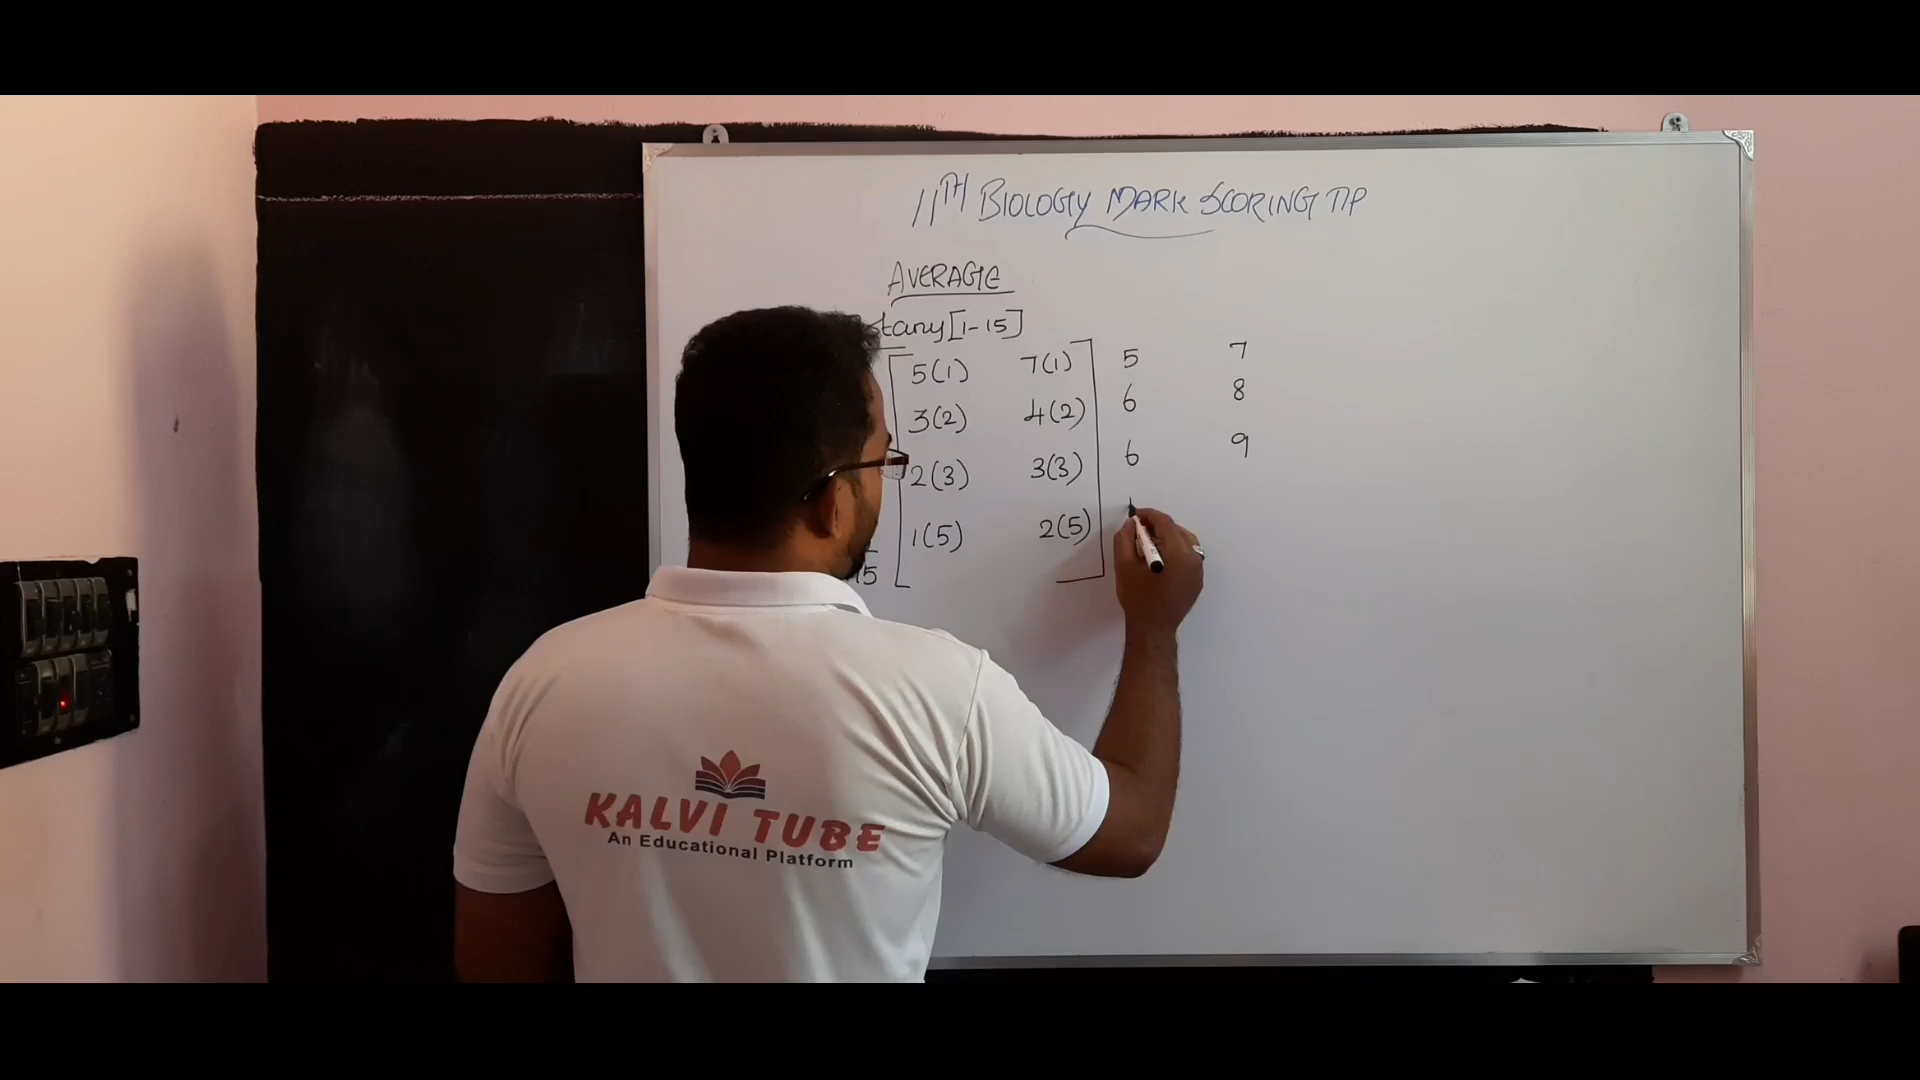 11TH BIOLOGY MARK SCORING TIP
AVERAGE
[1-15]
5(1) 7(1) 5 7
3(2) 4(2) 6 8
2(3) 3(3) 6 9
1(5) 2(5)
15
KALVI TUBE
An Educational Platform